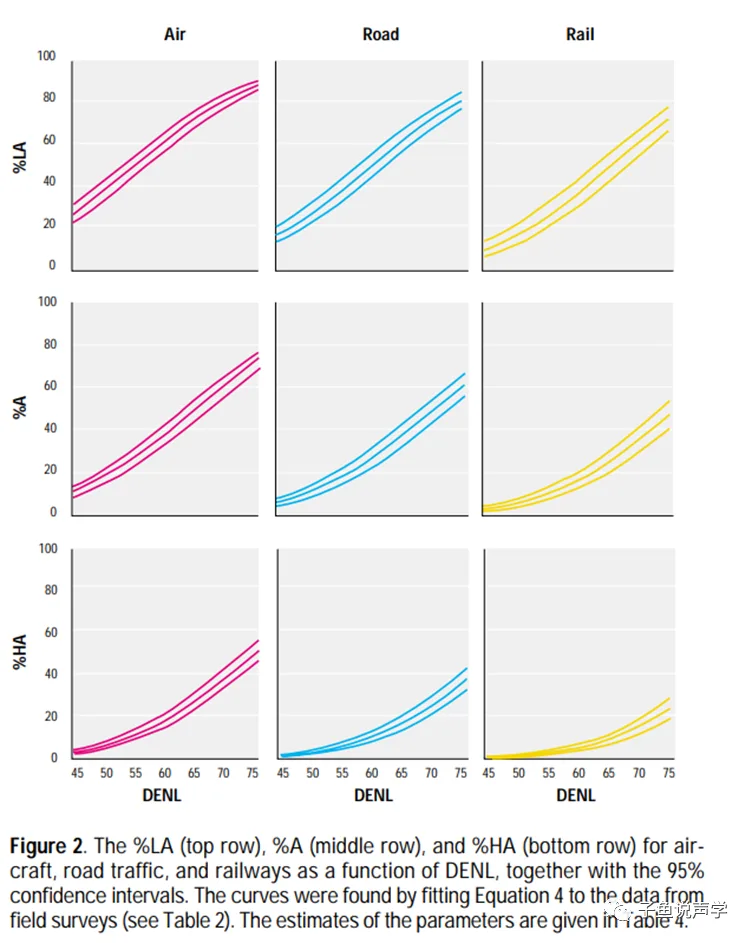 Air Road Rail
100
80
60
40
20
0
%LA
100
80
60
40
20
0
%A
100
80
60
40
20
0
%HA
45 50 55 60 65 70 75 45 50 55 60 65 70 75 45 50 55 60 65 70 75
DENL DENL DENL
Figure 2. The %LA (top row), %A (middle row), and %HA (bottom row) for air-
craft, road traffic, and railways as a function of DENL, together with the 95%
confidence intervals. The curves were found by fitting Equation 4 to the data from
field surveys (see Table 2). The estimates of the parameters are given in Table 4.
子鱼说声学